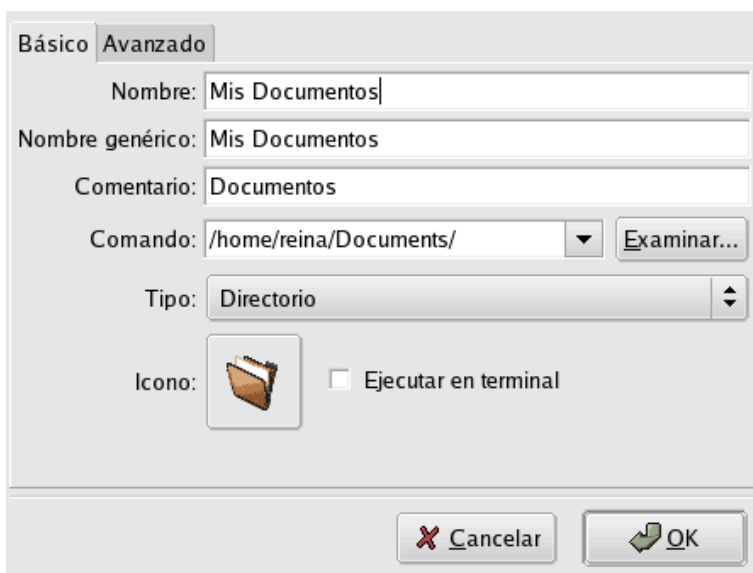 Básico Avanzado
Nombre: Mis Documentos
Nombre genérico: Mis Documentos
Comentario: Documentos
Comando: /home/reina/Documents/ Examinar...
Tipo: Directorio
Icono: Ejecutar en terminal
Cancelar OK